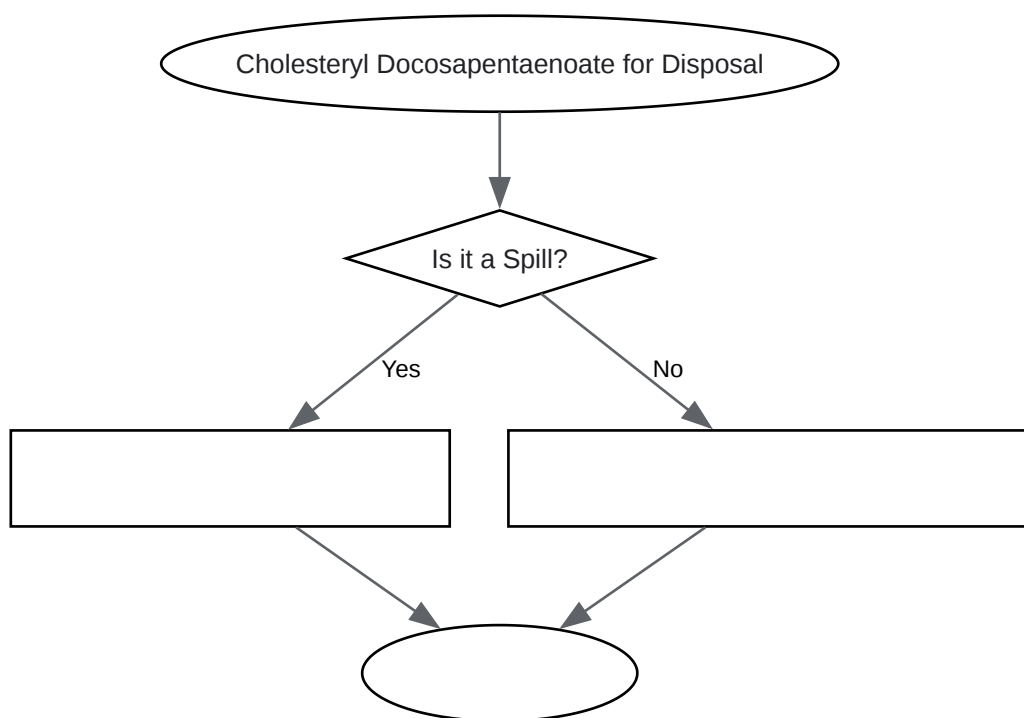 Cholesteryl Docosapentaenoate for Disposal
Is it a Spill?
Yes
No